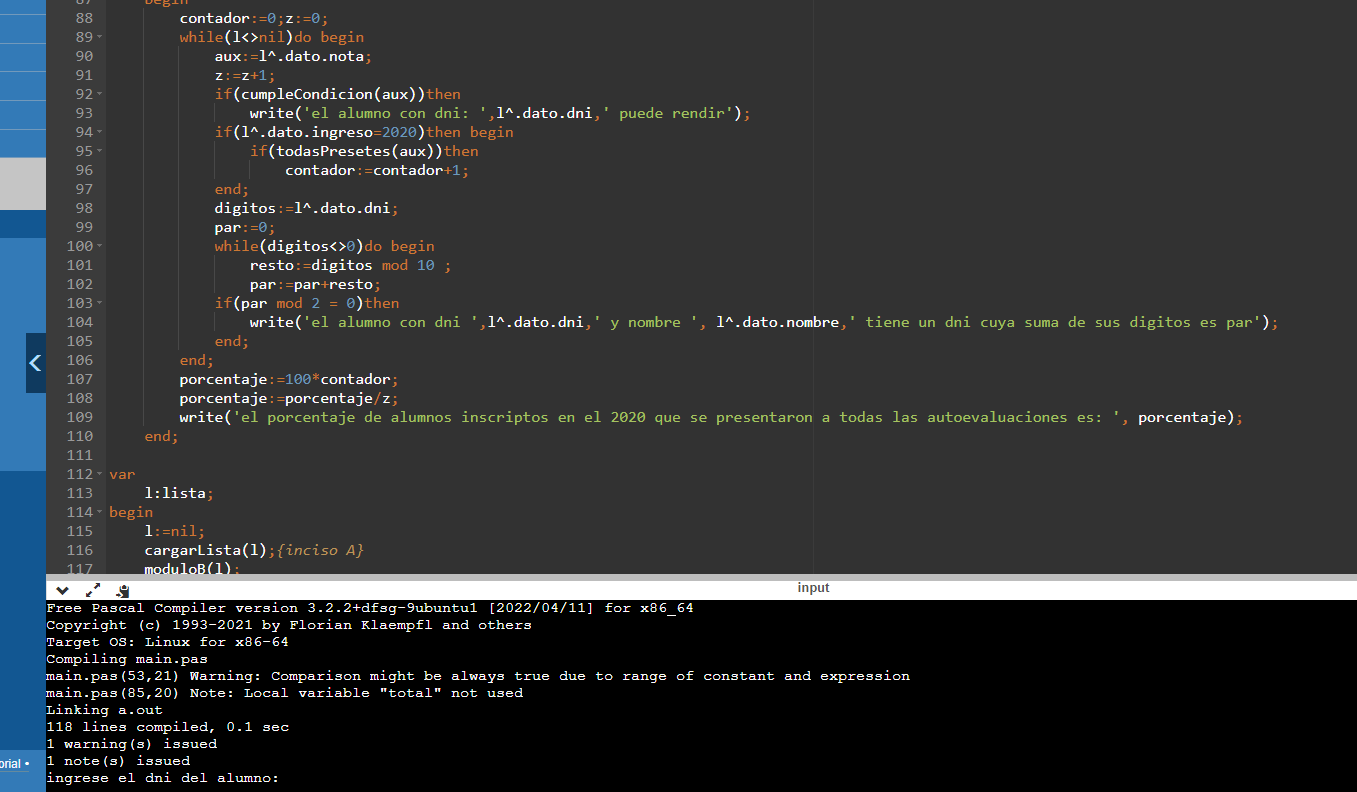 87 begin
88 contador:=0;z:=0;
89 while(l<>nil)do begin
90 aux:=l^.dato.nota;
91 z:=z+1;
92 if(cumpleCondicion(aux))then
93 write('el alumno con dni: ',l^.dato.dni,' puede rendir');
94 if(l^.dato.ingreso=2020)then begin
95 if(todasPresetes(aux))then
96 contador:=contador+1;
97 end;
98 digitos:=l^.dato.dni;
99 par:=0;
100 while(digitos<>0)do begin
101 resto:=digitos mod 10 ;
102 par:=par+resto;
103 if(par mod 2 = 0)then
104 write('el alumno con dni ',l^.dato.dni,' y nombre ', l^.dato.nombre,' tiene un dni cuya suma de sus digitos es par');
105 end;
106 end;
107 porcentaje:=100*contador;
108 porcentaje:=porcentaje/z;
109 write('el porcentaje de alumnos inscriptos en el 2020 que se presentaron a todas las autoevaluaciones es: ', porcentaje);
110 end;
111
112 var
113 l:lista;
114 begin
115 l:=nil;
116 cargarLista(l);{inciso A}
117 moduloB(l);
input
Free Pascal Compiler version 3.2.2+dfsg-9ubuntu1 [2022/04/11] for x86_64
Copyright (c) 1993-2021 by Florian Klaempfl and others
Target OS: Linux for x86-64
Compiling main.pas
main.pas(53,21) Warning: Comparison might be always true due to range of constant and expression
main.pas(85,20) Note: Local variable "total" not used
Linking a.out
118 lines compiled, 0.1 sec
1 warning(s) issued
1 note(s) issued
ingrese el dni del alumno:
orial •